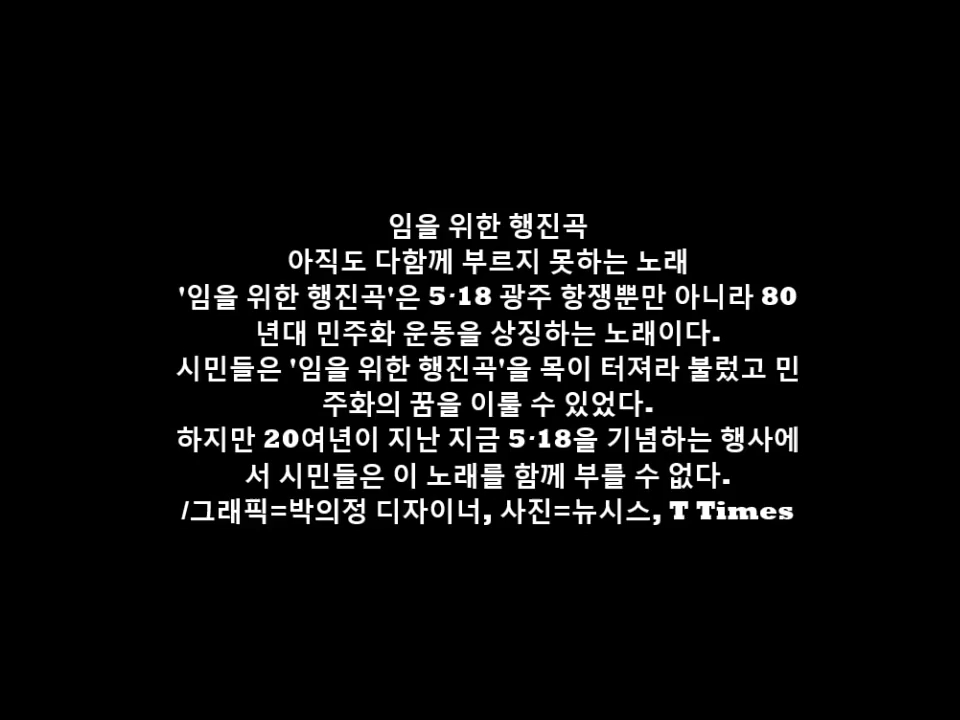 임을 위한 행진곡
아직도 다함께 부르지 못하는 노래
'임을 위한 행진곡'은 5·18 광주 항쟁뿐만 아니라 80
년대 민주화 운동을 상징하는 노래이다.
시민들은 '임을 위한 행진곡'을 목이 터져라 불렀고 민
주화의 꿈을 이룰 수 있었다.
하지만 20여년이 지난 지금 5·18을 기념하는 행사에
서 시민들은 이 노래를 함께 부를 수 없다.
/그래픽=박의정 디자이너, 사진=뉴시스, T Times